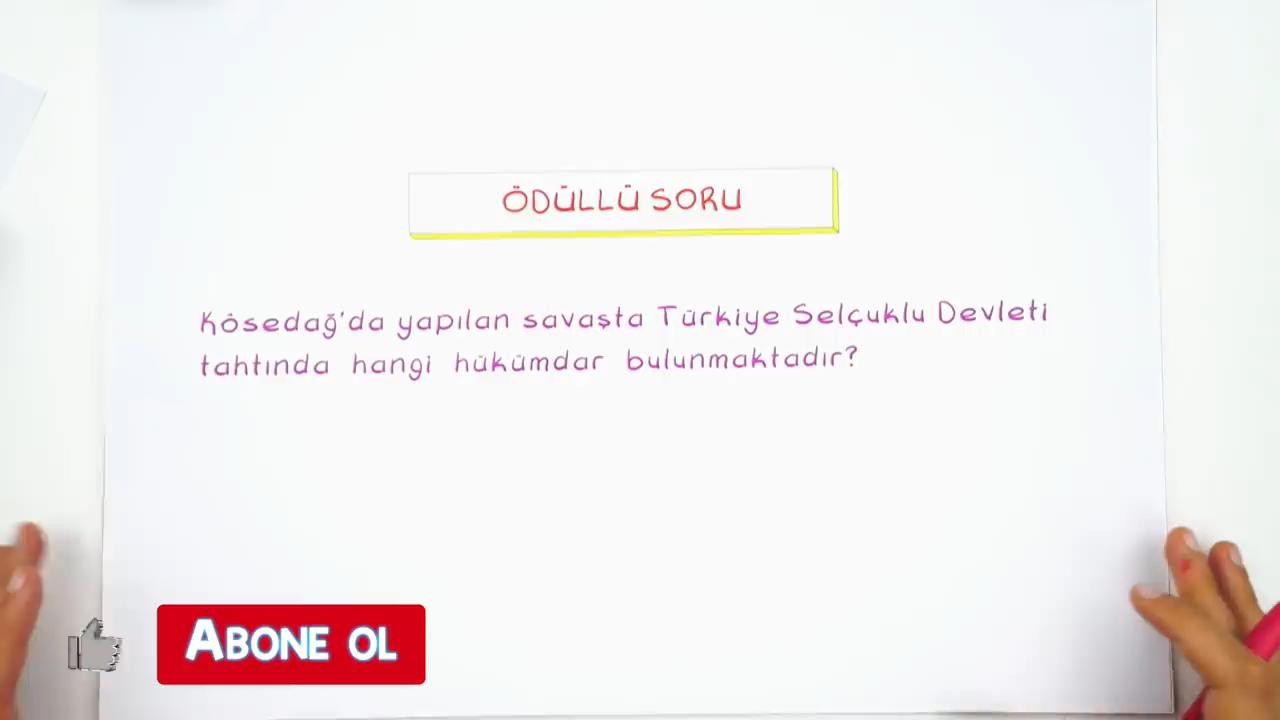 ÖDÜLLÜ SORU
Kösedağ'da yapılan savaşta Türkiye Selçuklu Devleti
tahtında hangi hükümdar bulunmaktadır?
ABONE OL